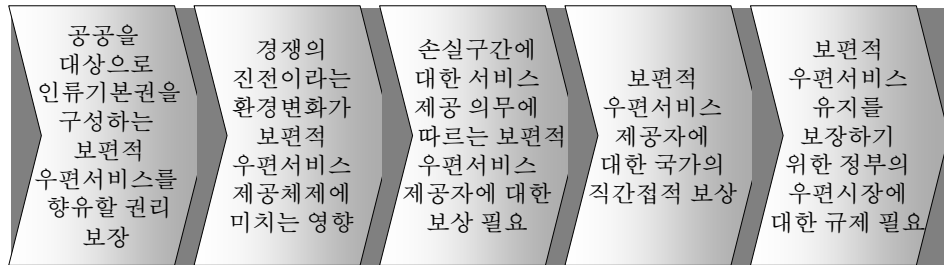 공공을
대상으로
인류기본권을
구성하는
보편적
우편서비스를
향유할 권리
보장
경쟁의
진전이라는
환경변화가
보편적
우편서비스
제공체제에
미치는 영향
손실구간에
대한 서비스
제공 의무에
따르는 보편적
우편서비스
제공자에 대한
보상 필요
보편적
우편서비스
제공자에
대한 국가의
직간접적 보상
보편적
우편서비스
유지를
보장하기
위한 정부의
우편시장에
대한 규제 필요